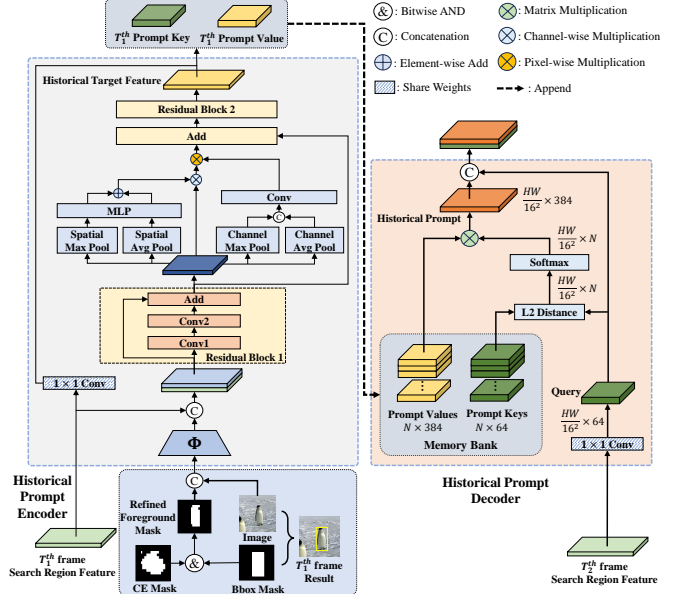 T₁ᵗʰ Prompt Key
T₁ᵗʰ Prompt Value
& : Bitwise AND
C : Concatenation
: Element-wise Add
: Matrix Multiplication
: Channel-wise Multiplication
: Pixel-wise Multiplication
: Share Weights
: Append
Historical Target Feature
Residual Block 2
Add
MLP
Conv
C
Spatial
Max Pool
Spatial
Avg Pool
Channel
Max Pool
Channel
Avg Pool
Add
Conv2
Conv1
Residual Block 1
1 × 1 Conv
C
Φ
Historical
Prompt
Encoder
C
Refined
Foreground
Mask
Image
T₁ᵗʰ frame
Result
&
CE Mask
Bbox Mask
T₁ᵗʰ frame
Search Region Feature
C
Historical Prompt
HW/16² × 384
HW/16² × N
Softmax
HW/16² × N
L2 Distance
Prompt Values
N × 384
Prompt Keys
N × 64
Memory Bank
Query
HW/16² × 64
1 × 1 Conv
Historical Prompt
Decoder
T₂ᵗʰ frame
Search Region Feature